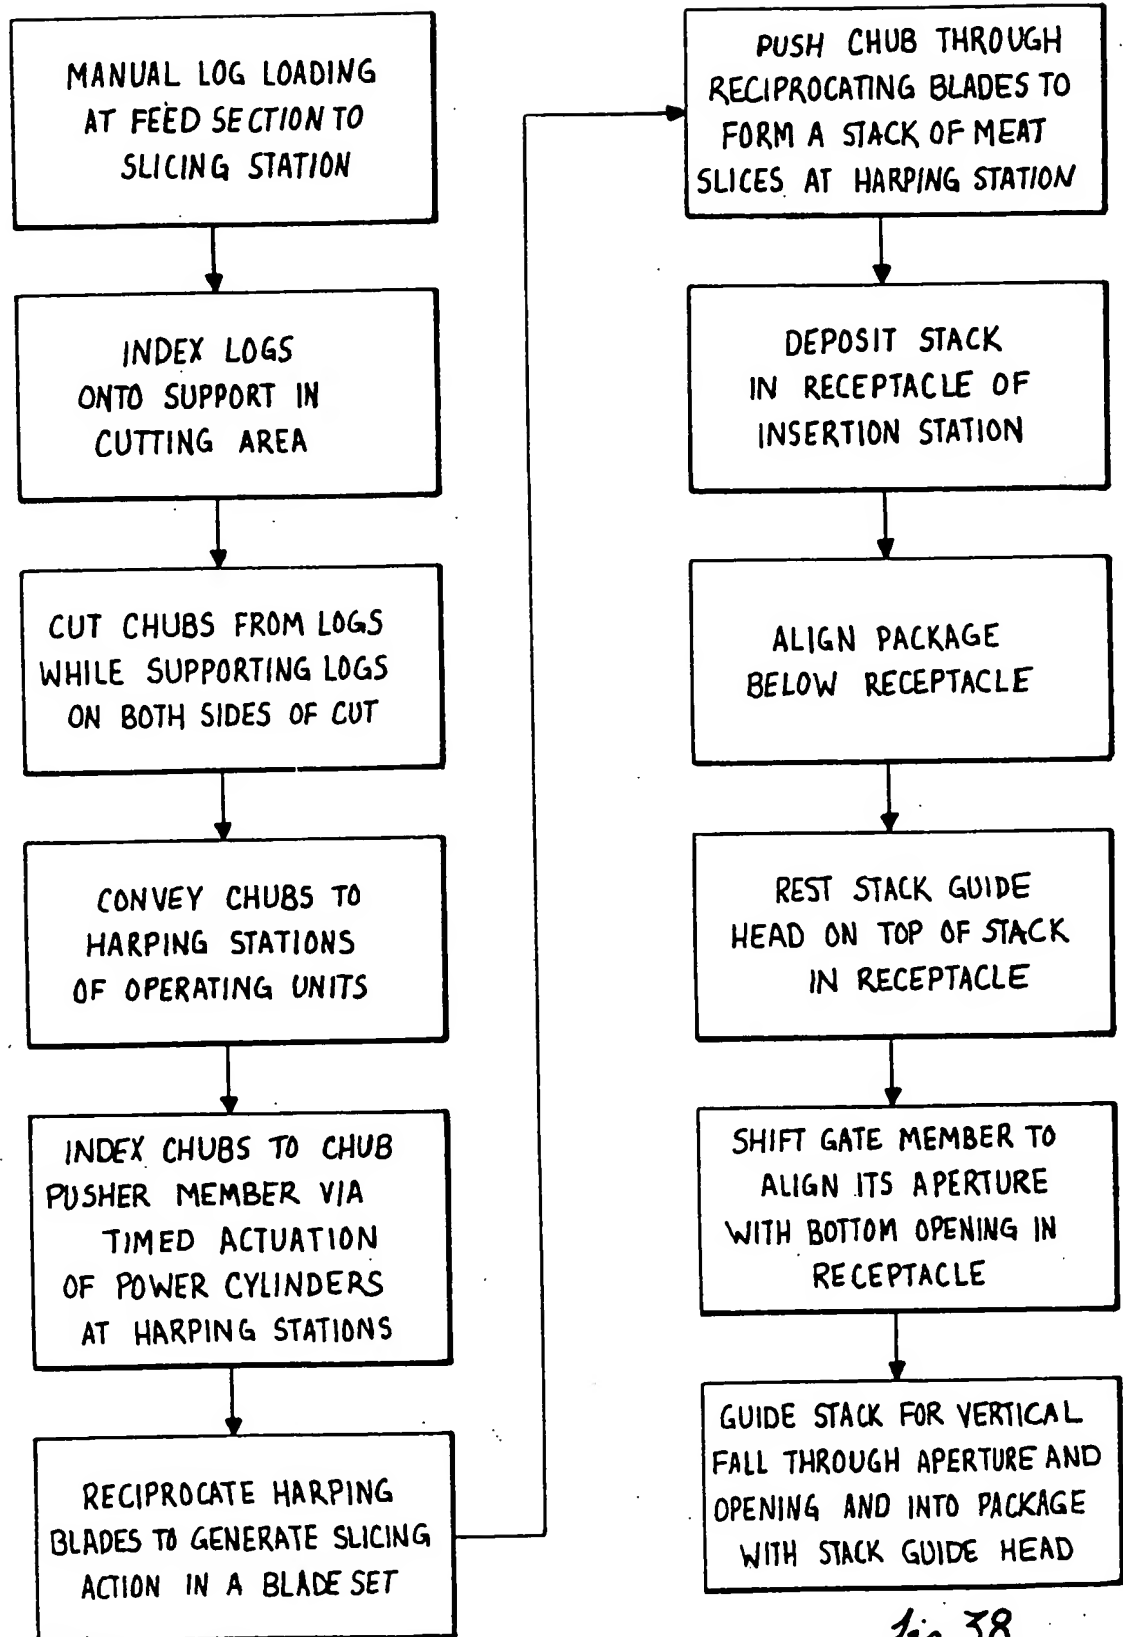 MANUAL LOG LOADING
AT FEED SECTION TO
SLICING STATION
INDEX LOGS
ONTO SUPPORT IN
CUTTING AREA
CUT CHUBS FROM LOGS
WHILE SUPPORTING LOGS
ON BOTH SIDES OF CUT
CONVEY CHUBS TO
HARPING STATIONS
OF OPERATING UNITS
INDEX CHUBS TO CHUB
PUSHER MEMBER VIA
TIMED ACTUATION
OF POWER CYLINDERS
AT HARPING STATIONS
RECIPROCATE HARPING
BLADES TO GENERATE SLICING
ACTION IN A BLADE SET
PUSH CHUB THROUGH
RECIPROCATING BLADES TO
FORM A STACK OF MEAT
SLICES AT HARPING STATION
DEPOSIT STACK
IN RECEPTACLE OF
INSERTION STATION
ALIGN PACKAGE
BELOW RECEPTACLE
REST STACK GUIDE
HEAD ON TOP OF STACK
IN RECEPTACLE
SHIFT GATE MEMBER TO
ALIGN ITS APERTURE
WITH BOTTOM OPENING IN
RECEPTACLE
GUIDE STACK FOR VERTICAL
FALL THROUGH APERTURE AND
OPENING AND INTO PACKAGE
WITH STACK GUIDE HEAD
fig 38